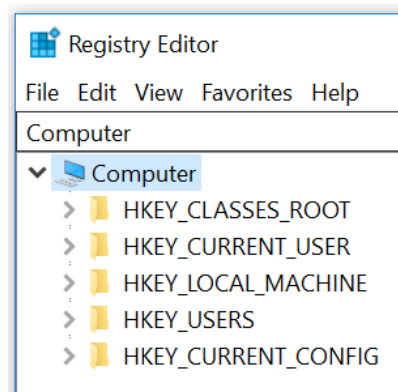 Registry Editor
File Edit View Favorites Help
Computer
Computer
HKEY_CLASSES_ROOT
HKEY_CURRENT_USER
HKEY_LOCAL_MACHINE
HKEY_USERS
HKEY_CURRENT_CONFIG